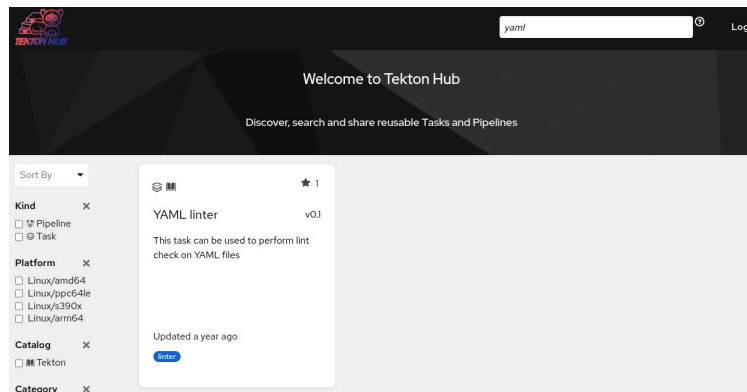 TEKTON HUB
yaml
Welcome to Tekton Hub
Discover, search and share reusable Tasks and Pipelines
Sort By
Kind
Pipeline
Task
Platform
Linux/amd64
Linux/ppc64le
Linux/s390x
Linux/arm64
Catalog
Tekton
Category
1
YAML linter v0.1
This task can be used to perform lint
check on YAML files
Updated a year ago
linter